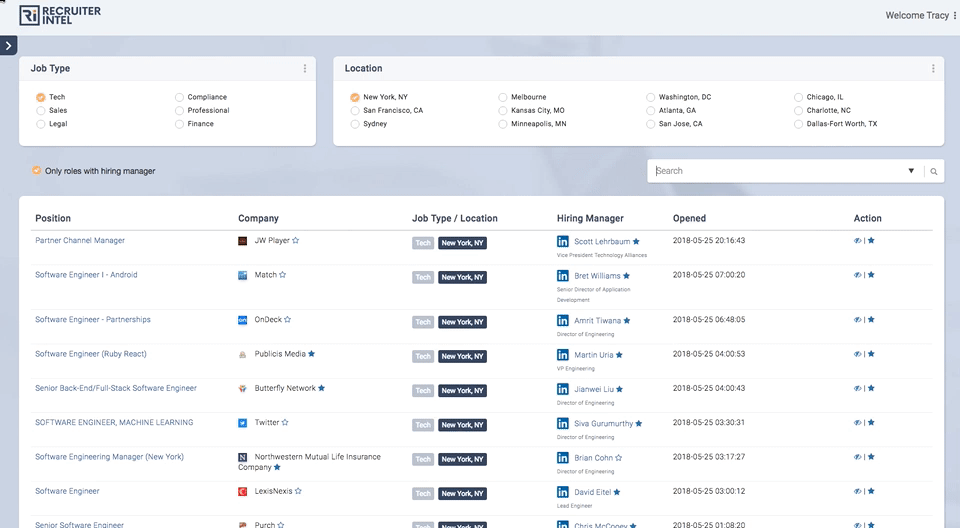 Ri RECRUITER INTEL
Welcome Tracy
Job Type
Tech Compliance
Sales Professional
Legal Finance
Location
New York, NY Melbourne Washington, DC Chicago, IL
San Francisco, CA Kansas City, MO Atlanta, GA Charlotte, NC
Sydney Minneapolis, MN San Jose, CA Dallas-Fort Worth, TX
Only roles with hiring manager
Search
Position Company Job Type / Location Hiring Manager Opened Action
Partner Channel Manager JW Player Tech New York, NY Scott Lehrbaum 2018-05-25 20:16:43
Vice President Technology Alliances
Software Engineer I - Android Match Tech New York, NY Bret Williams 2018-05-25 07:00:20
Senior Director of Application
Development
Software Engineer - Partnerships OnDeck Tech New York, NY Amrit Tiwana 2018-05-25 06:48:05
Director of Engineering
Software Engineer (Ruby React) Publicis Media Tech New York, NY Martin Uria 2018-05-25 04:00:53
VP Engineering
Senior Back-End/Full-Stack Software Engineer Butterfly Network Tech New York, NY Jianwei Liu 2018-05-25 04:00:43
Director of Engineering
SOFTWARE ENGINEER, MACHINE LEARNING Twitter Tech New York, NY Siva Gurumurthy 2018-05-25 03:30:31
Director of Engineering
Software Engineering Manager (New York) Northwestern Mutual Life Insurance Tech New York, NY Brian Cohn 2018-05-25 03:17:27
Company Director of Engineering
Software Engineer LexisNexis Tech New York, NY David Eitel 2018-05-25 03:00:12
Lead Engineer
Senior Software Engineer Purch Tech New York, NY Chris McConey 2018-05-25 01:08:20